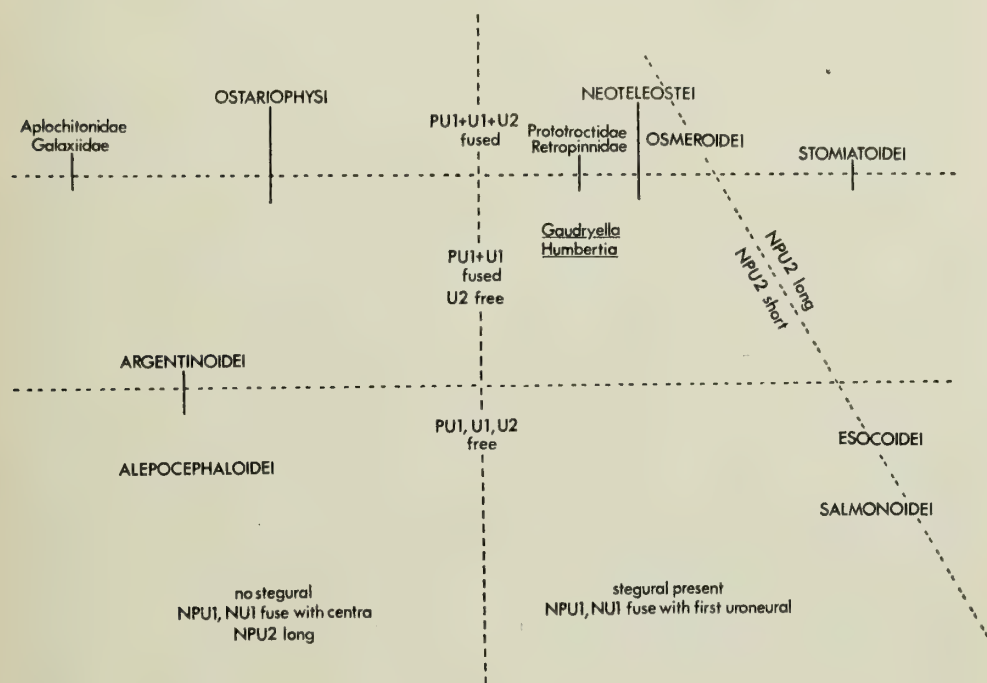 OSTARIOPHYSI
NEOTELEOSTEI
Aplochitonidae
Galaxiidae
PU1+U1+U2
fused
Prototroctidae
Retropinnidae
OSMEROIDEI
STOMIATOIDEI
Gaudryella
Humbertia
PU1+U1
fused
U2 free
NPU2 long
NPU2 short
ARGENTINOIDEI
PU1, U1, U2
free
ESOCOIDEI
ALEPOCEPHALOIDEI
SALMONOIDEI
no stegural
NPU1, NU1 fuse with centra
NPU2 long
stegural present
NPU1, NU1 fuse with first uroneural